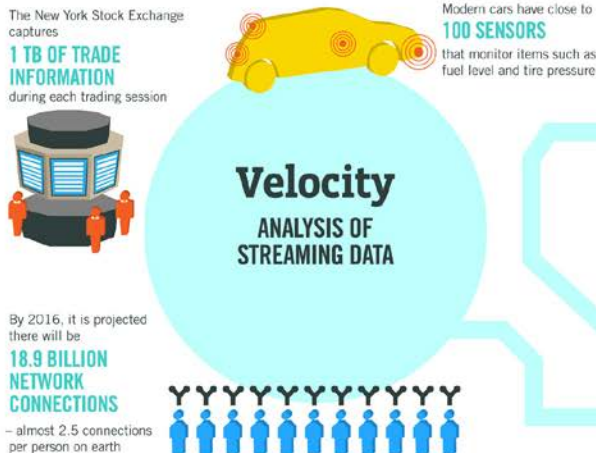 The New York Stock Exchange
captures
1 TB OF TRADE
INFORMATION
during each trading session
Modern cars have close to
100 SENSORS
that monitor items such as
fuel level and tire pressure
Velocity
ANALYSIS OF
STREAMING DATA
By 2016, it is projected
there will be
18.9 BILLION
NETWORK
CONNECTIONS
– almost 2.5 connections
per person on earth